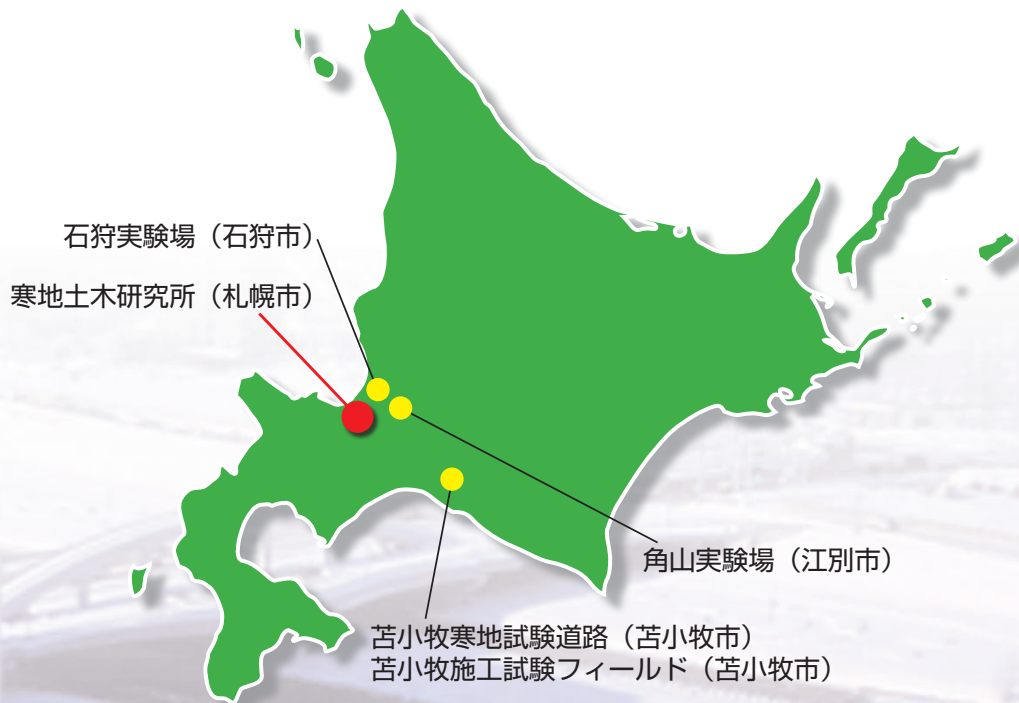 石狩実験場（石狩市）
寒地土木研究所（札幌市）
角山実験場（江別市）
苫小牧寒地試験道路（苫小牧市）
苫小牧施工試験フィールド（苫小牧市）